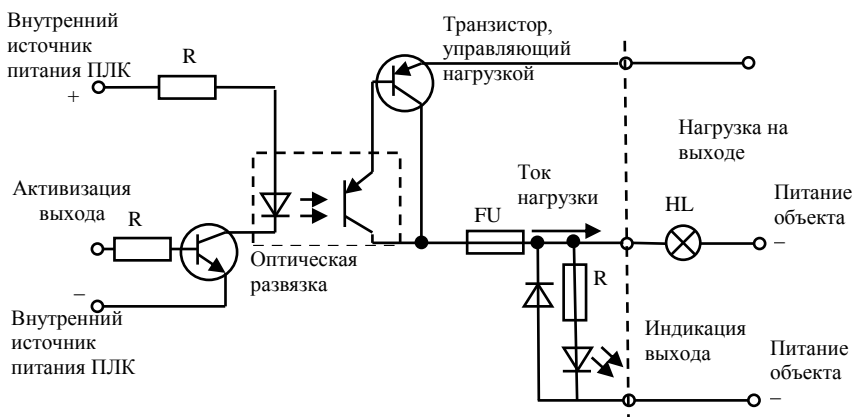 Внутренний
источник
питания ПЛК
+
R
Транзистор,
управляющий
нагрузкой
Нагрузка на
выходе
Активизация
выхода
R
Оптическая
развязка
FU
Ток
нагрузки
HL
Питание
объекта
–
–
Внутренний
источник
питания ПЛК
R
Индикация
выхода
Питание
объекта
–